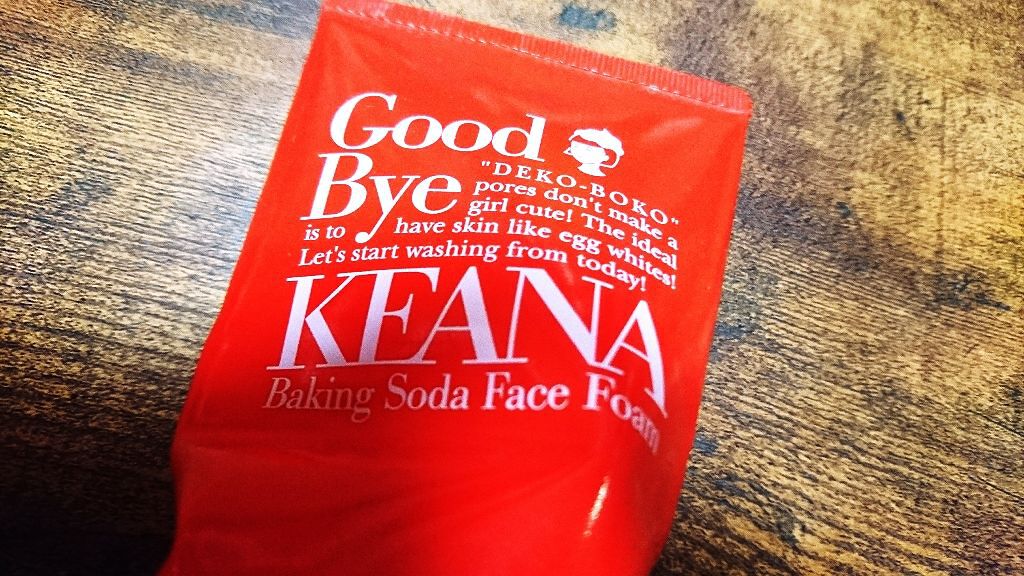 Good
Bye
"DEKO-BOKO"
pores don't make a
girl cute! The ideal
is to have skin like egg whites!
Let's start washing from today!
KEANA
Baking Soda Face Foam